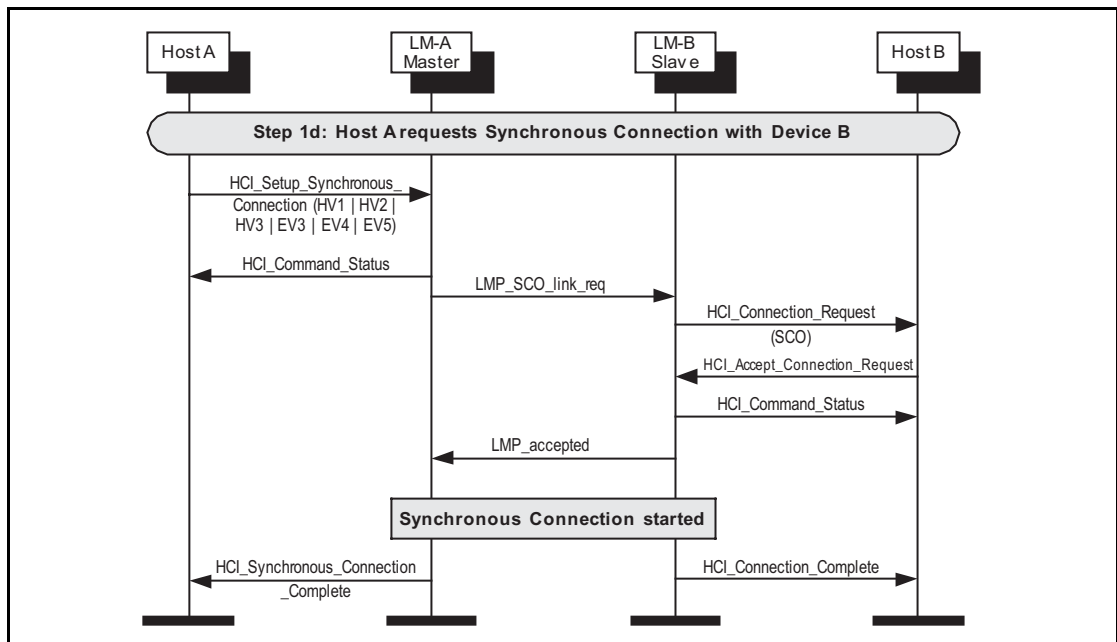 Host A
LM-A
Master
LM-B
Slave
Host B
Step 1d: Host A requests Synchronous Connection with Device B
HCI_Setup_Synchronous_
Connection (HV1 | HV2 |
HV3 | EV3 | EV4 | EV5)
HCI_Command_Status
LMP_SCO_link_req
HCI_Connection_Request
(SCO)
HCI_Accept_Connection_Request
HCI_Command_Status
LMP_accepted
Synchronous Connection started
HCI_Synchronous_Connection
_Complete
HCI_Connection_Complete